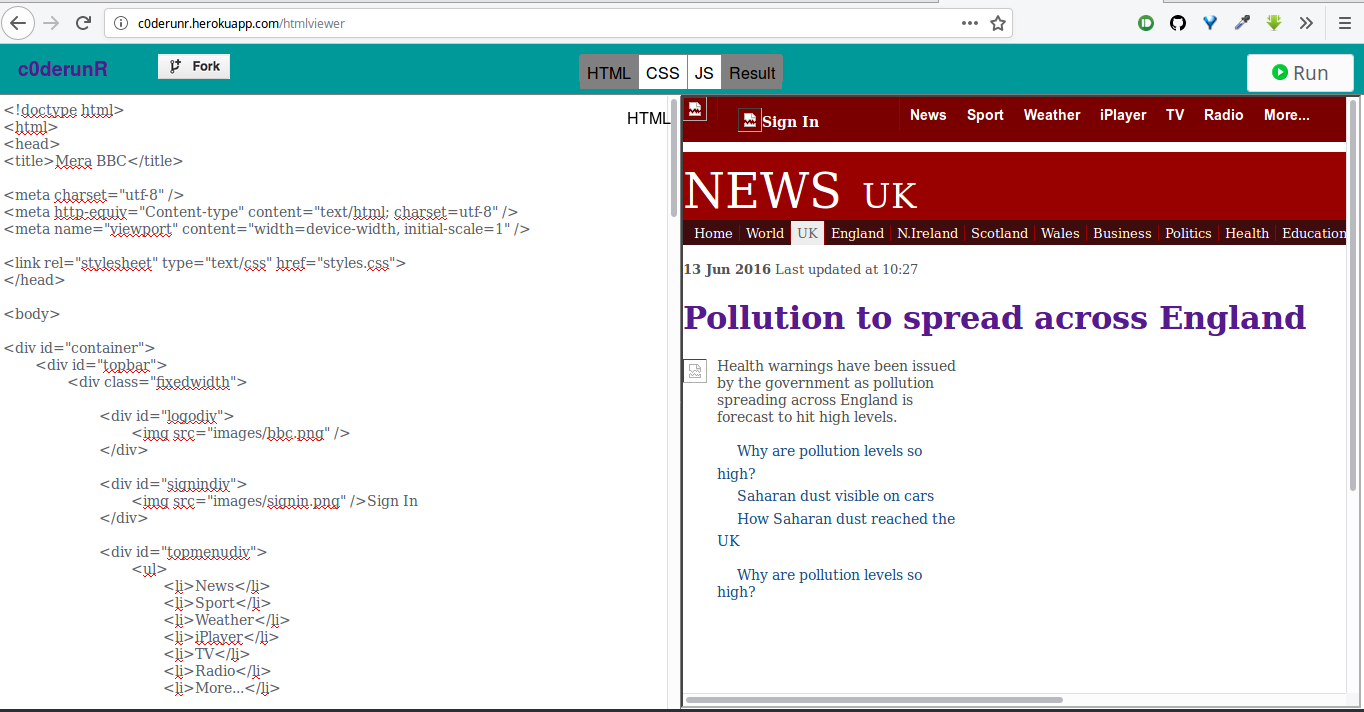 c0derunr.herokuapp.com/htmlviewer
c0derunR
Fork
HTML CSS JS Result
Run
<!doctype html>
<html>
<head>
<title>Mera BBC</title>
<meta charset="utf-8" />
<meta http-equiv="Content-type" content="text/html; charset=utf-8" />
<meta name="viewport" content="width=device-width, initial-scale=1" />
<link rel="stylesheet" type="text/css" href="styles.css">
</head>
<body>
<div id="container">
<div id="topbar">
<div class="fixedwidth">
<div id="logodiv">
<img src="images/bbc.png" />
</div>
<div id="signindiv">
<img src="images/signin.png" />Sign In
</div>
<div id="topmenudiv">
<ul>
<li>News</li>
<li>Sport</li>
<li>Weather</li>
<li>iPlayer</li>
<li>TV</li>
<li>Radio</li>
<li>More...</li>
HTML
Sign In
News Sport Weather iPlayer TV Radio More...
NEWS UK
Home World UK England N.Ireland Scotland Wales Business Politics Health Education
13 Jun 2016 Last updated at 10:27
Pollution to spread across England
Health warnings have been issued
by the government as pollution
spreading across England is
forecast to hit high levels.
Why are pollution levels so
high?
Saharan dust visible on cars
How Saharan dust reached the
UK
Why are pollution levels so
high?